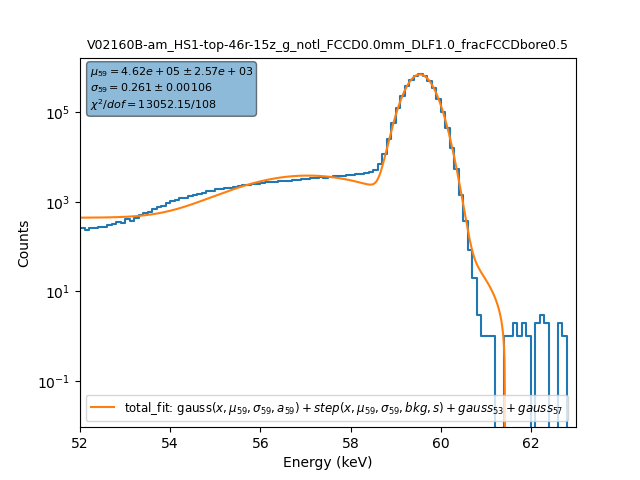 V02160B-am_HS1-top-46r-15z_g_notl_FCCD0.0mm_DLF1.0_fracFCCDbore0.5
μ₅₉ = 4.62e + 05 ± 2.57e + 03
σ₅₉ = 0.261 ± 0.00106
χ²/dof = 13052.15/108
Counts
10⁵
10³
10¹
10⁻¹
total_fit: gauss(x, μ₅₉, σ₅₉, a₅₉) + step(x, μ₅₉, σ₅₉, bkg, s) + gauss₅₃ + gauss₅₇
52 54 56 58 60 62
Energy (keV)